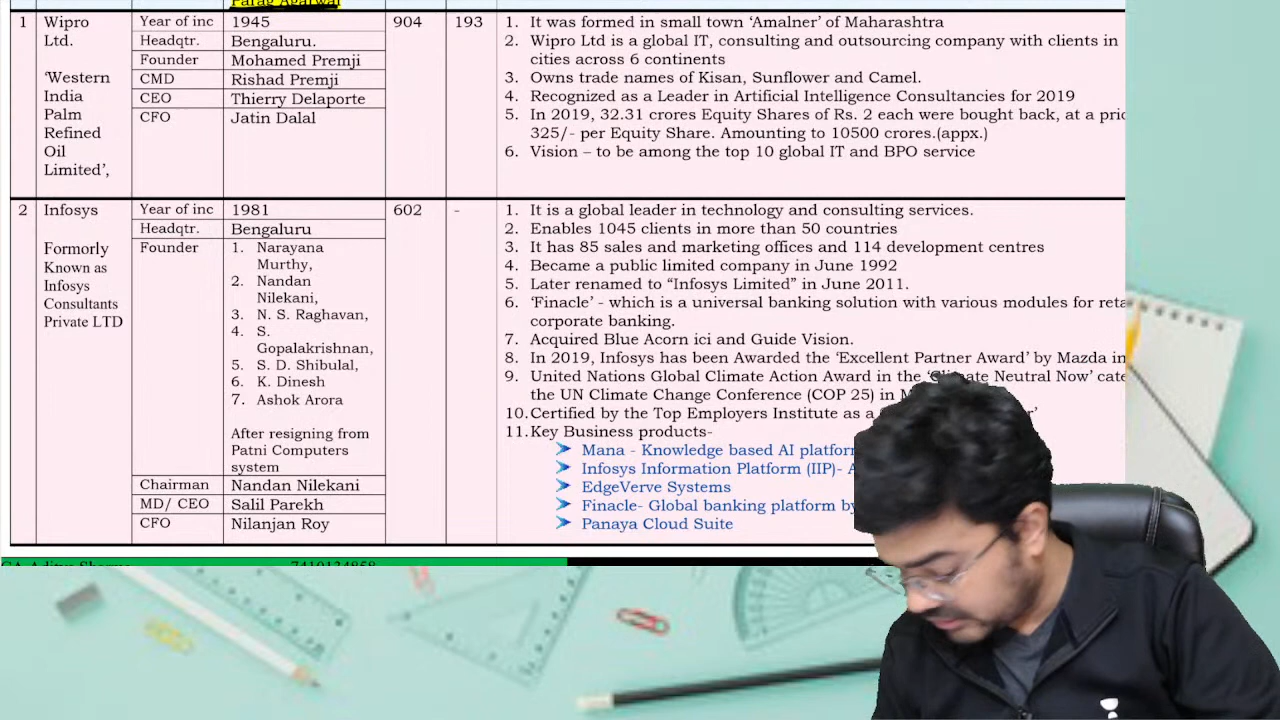 Parag Agarwal
1 Wipro Ltd. ‘Western India Palm Refined Oil Limited’,
Year of inc 1945
Headqtr. Bengaluru.
Founder Mohamed Premji
CMD Rishad Premji
CEO Thierry Delaporte
CFO Jatin Dalal
904 193
1. It was formed in small town ‘Amalner’ of Maharashtra
2. Wipro Ltd is a global IT, consulting and outsourcing company with clients in
cities across 6 continents
3. Owns trade names of Kisan, Sunflower and Camel.
4. Recognized as a Leader in Artificial Intelligence Consultancies for 2019
5. In 2019, 32.31 crores Equity Shares of Rs. 2 each were bought back, at a
325/- per Equity Share. Amounting to 10500 crores.(appx.)
6. Vision – to be among the top 10 global IT and BPO service
2 Infosys
Formorly
Known as
Infosys
Consultants
Private LTD
Year of inc 1981
Headqtr. Bengaluru
Founder 1. Narayana
Murthy,
2. Nandan
Nilekani,
3. N. S. Raghavan,
4. S.
Gopalakrishnan,
5. S. D. Shibulal,
6. K. Dinesh
7. Ashok Arora
After resigning from
Patni Computers
system
Chairman Nandan Nilekani
MD/ CEO Salil Parekh
CFO Nilanjan Roy
602 -
1. It is a global leader in technology and consulting services.
2. Enables 1045 clients in more than 50 countries
3. It has 85 sales and marketing offices and 114 development centres
4. Became a public limited company in June 1992
5. Later renamed to “Infosys Limited” in June 2011.
6. ‘Finacle’ - which is a universal banking solution with various modules for
corporate banking.
7. Acquired Blue Acorn ici and Guide Vision.
8. In 2019, Infosys has been Awarded the ‘Excellent Partner Award’ by Mazda in
9. United Nations Global Climate Action Award in the ‘Climate Neutral Now’
the UN Climate Change Conference (COP 25) in
10. Certified by the Top Employers Institute as a
11. Key Business products-
➤ Mana - Knowledge based AI platform
➤ Infosys Information Platform (IIP)-
➤ EdgeVerve Systems
➤ Finacle- Global banking platform by
➤ Panaya Cloud Suite
CA Aditya Sharma 7410134858